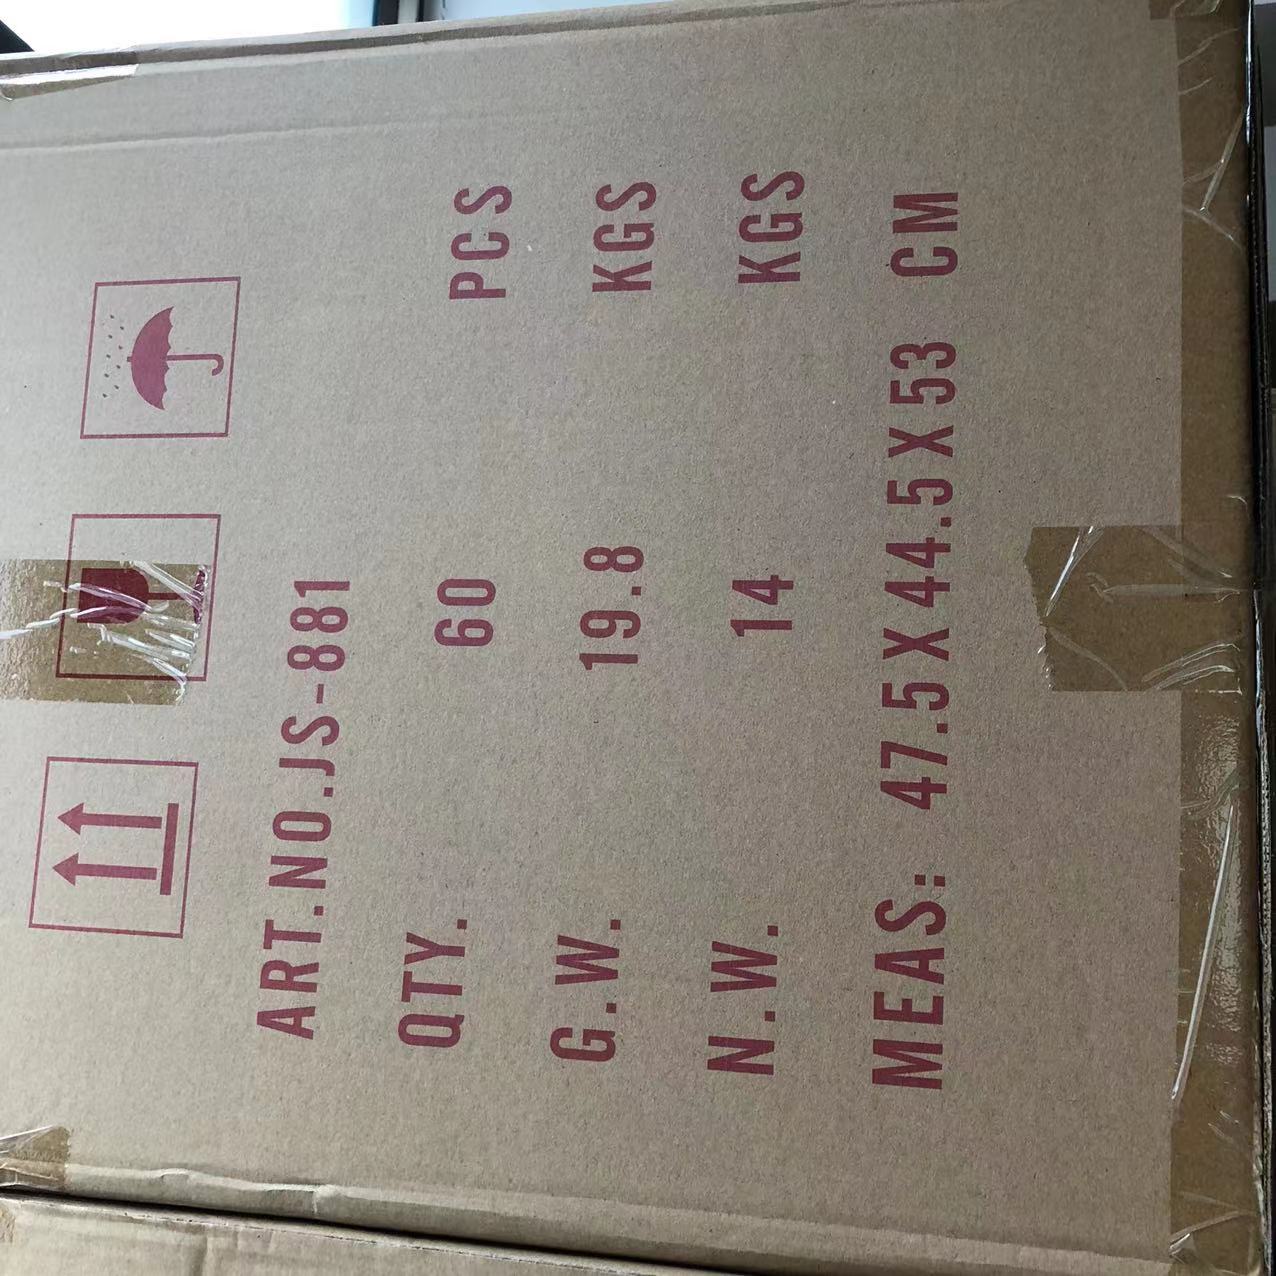 ART.NO.JS-881
QTY. 60 PCS
G.W. 19.8 KGS
N.W. 14 KGS
MEAS: 47.5X44.5X53 CM